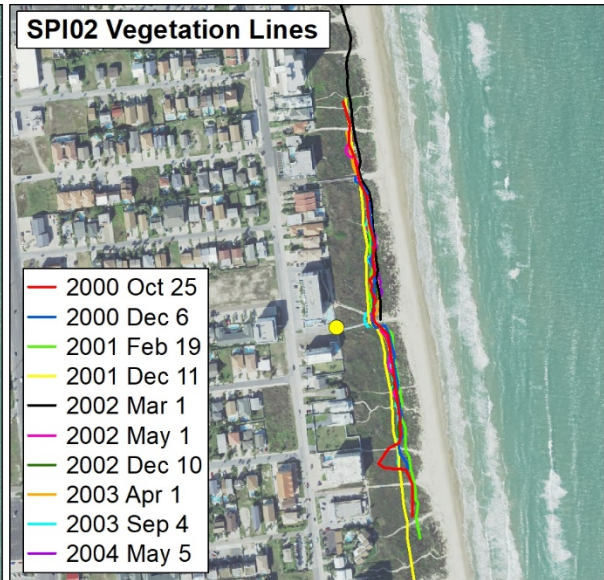 SPI02 Vegetation Lines
2000 Oct 25
2000 Dec 6
2001 Feb 19
2001 Dec 11
2002 Mar 1
2002 May 1
2002 Dec 10
2003 Apr 1
2003 Sep 4
2004 May 5